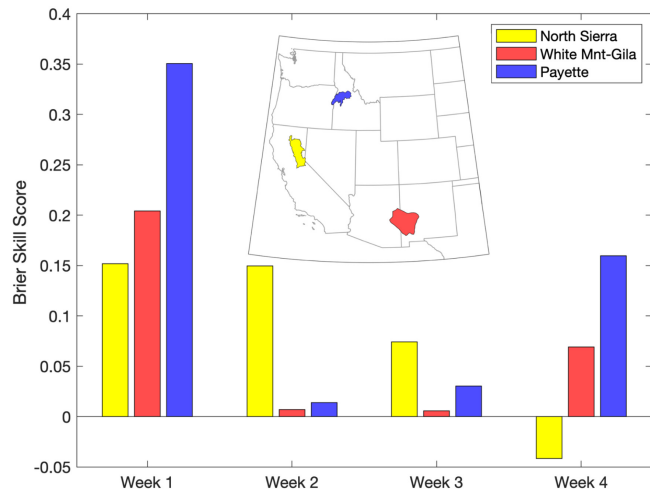 0.4
0.35
0.3
0.25
0.2
0.15
0.1
0.05
0
-0.05
Brier Skill Score
North Sierra
White Mnt-Gila
Payette
Week 1
Week 2
Week 3
Week 4